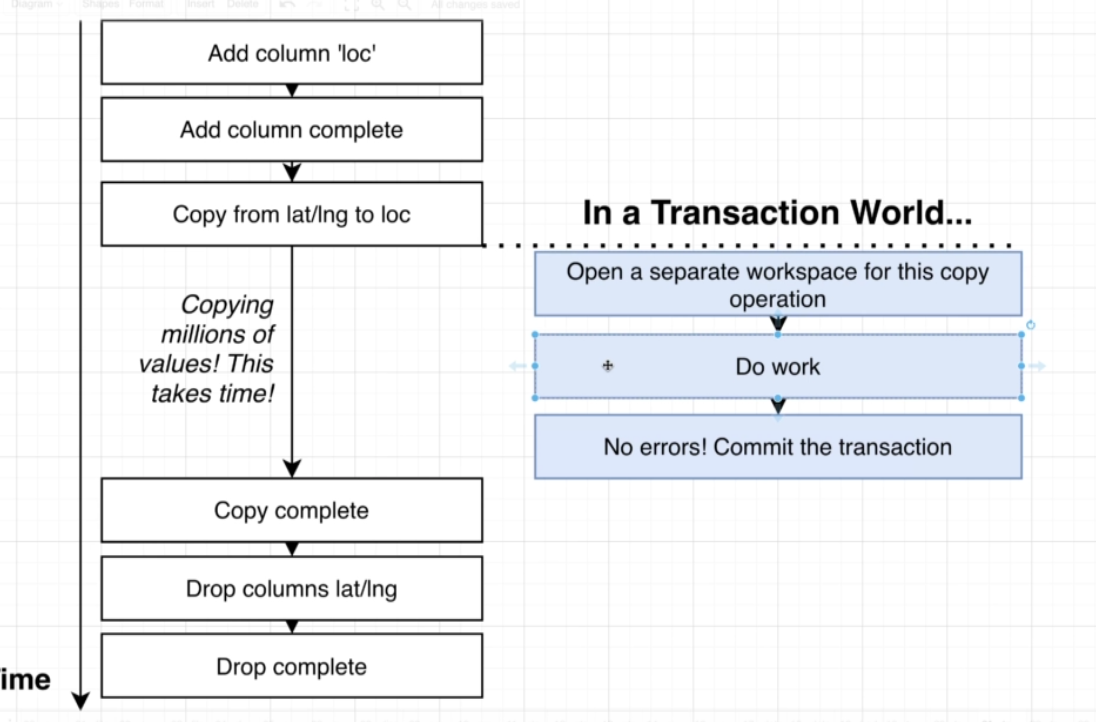 Diagram Shapes Format Insert Delete All changes saved
Add column 'loc'
Add column complete
Copy from lat/lng to loc
In a Transaction World...
Open a separate workspace for this copy
operation
Copying
millions of
values! This
takes time!
Do work
No errors! Commit the transaction
Copy complete
Drop columns lat/lng
Drop complete
ime